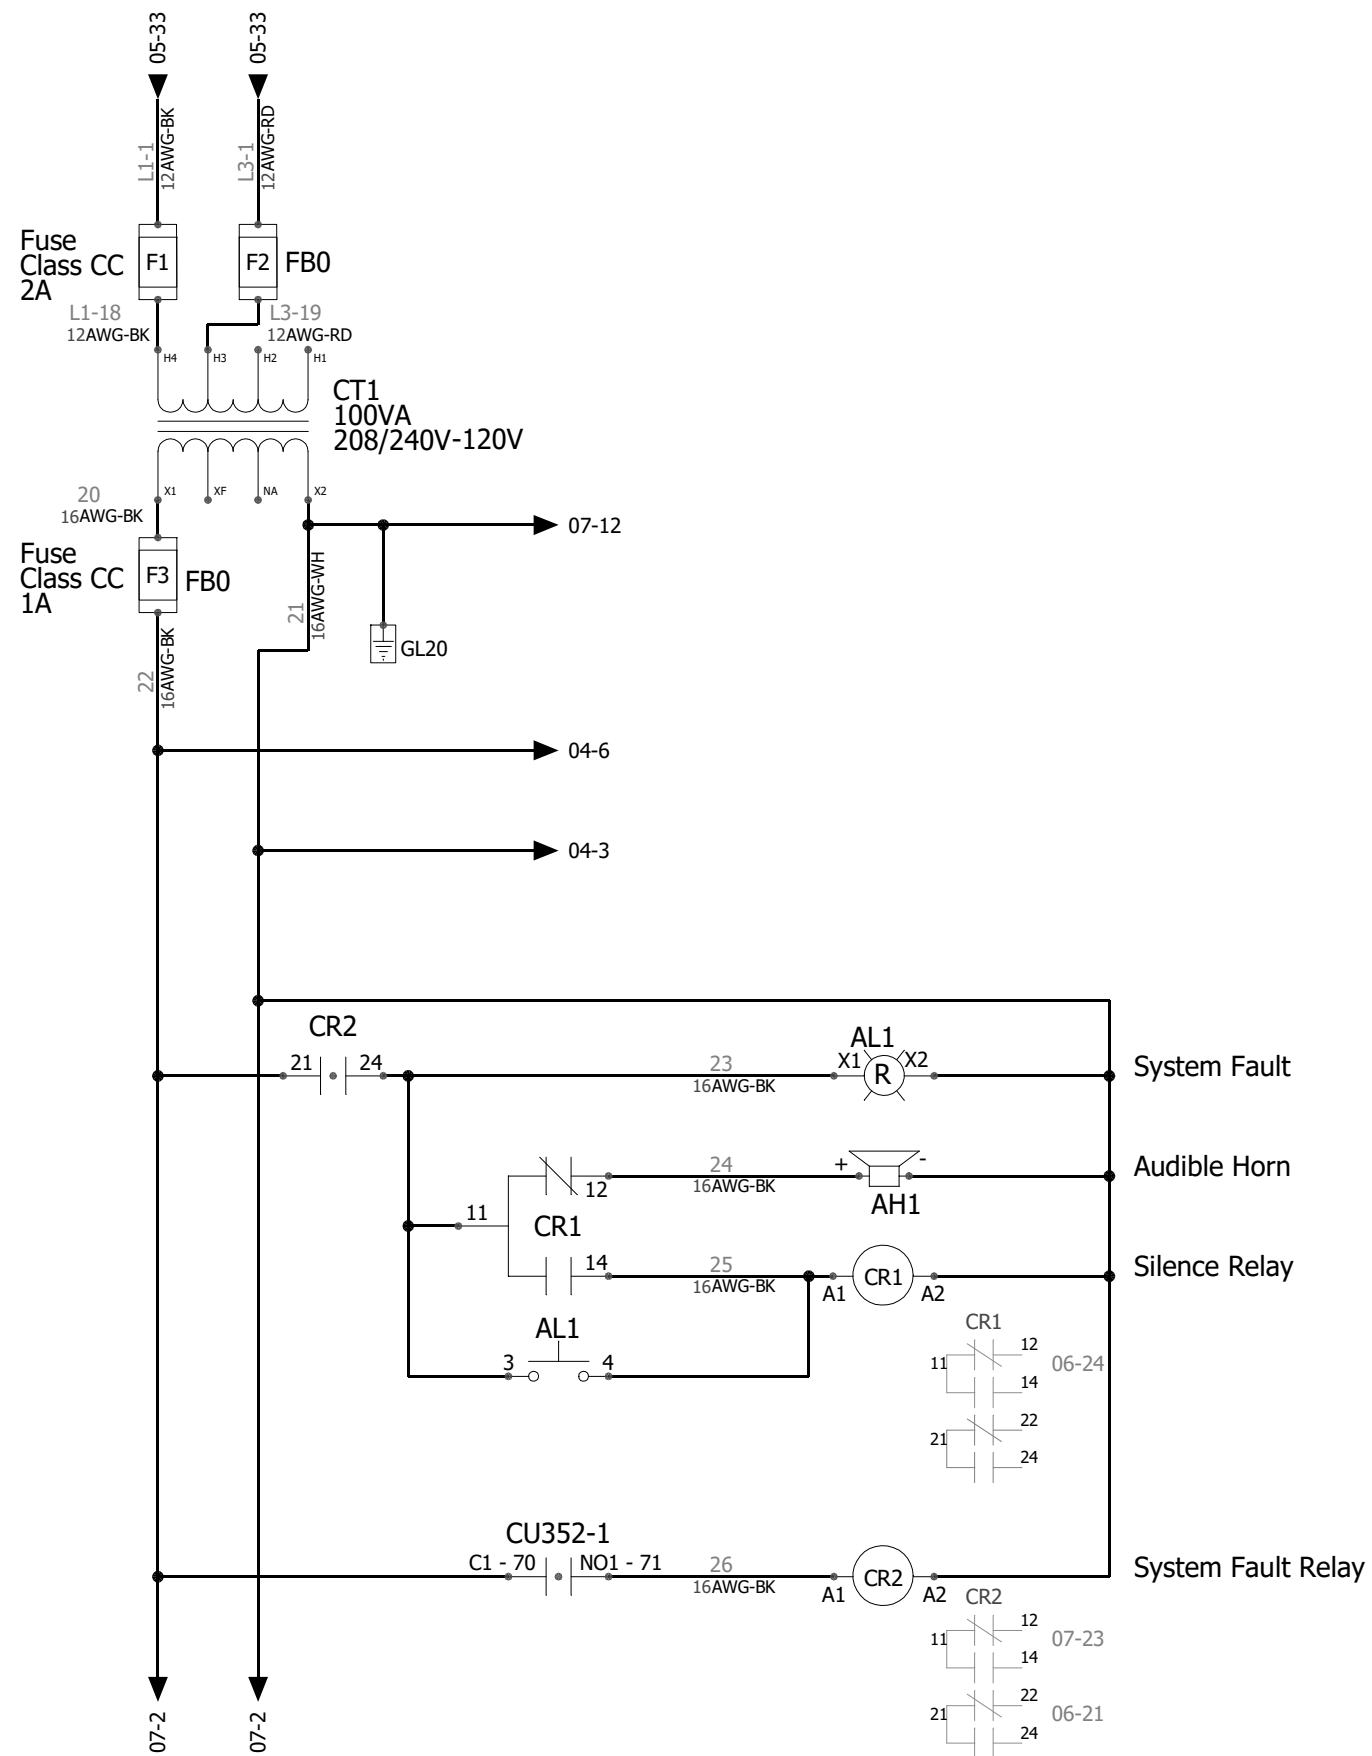 05-33
05-33
L1-1
12AWG-BK
L3-1
12AWG-RD
Fuse
Class CC
2A
F1
F2
FB0
L1-18
12AWG-BK
L3-19
12AWG-RD
H4
H3
H2
H1
CT1
100VA
208/240V-120V
X1
XF
NA
X2
20
16AWG-BK
07-12
Fuse
Class CC
1A
F3
FB0
21
16AWG-WH
GL20
22
16AWG-BK
04-6
04-3
CR2
21
24
23
16AWG-BK
AL1
X1
R
X2
System Fault
11
12
CR1
14
24
16AWG-BK
+
-
AH1
Audible Horn
25
16AWG-BK
A1
CR1
A2
Silence Relay
AL1
3
4
CR1
11
12
14
06-24
21
22
24
CU352-1
C1 - 70
NO1 - 71
26
16AWG-BK
A1
CR2
A2
System Fault Relay
CR2
11
12
14
07-23
21
22
24
06-21
07-2
07-2